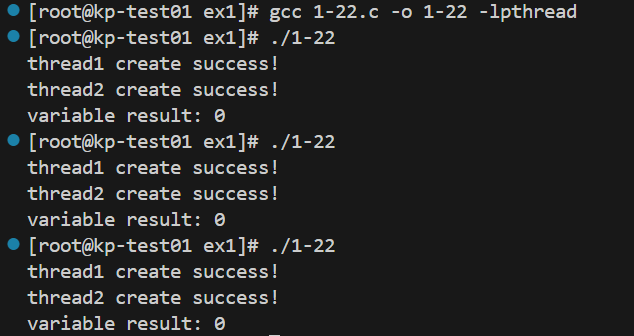 [root@kp-test01 ex1]# gcc 1-22.c -o 1-22 -lpthread
[root@kp-test01 ex1]# ./1-22
thread1 create success!
thread2 create success!
variable result: 0
[root@kp-test01 ex1]# ./1-22
thread1 create success!
thread2 create success!
variable result: 0
[root@kp-test01 ex1]# ./1-22
thread1 create success!
thread2 create success!
variable result: 0